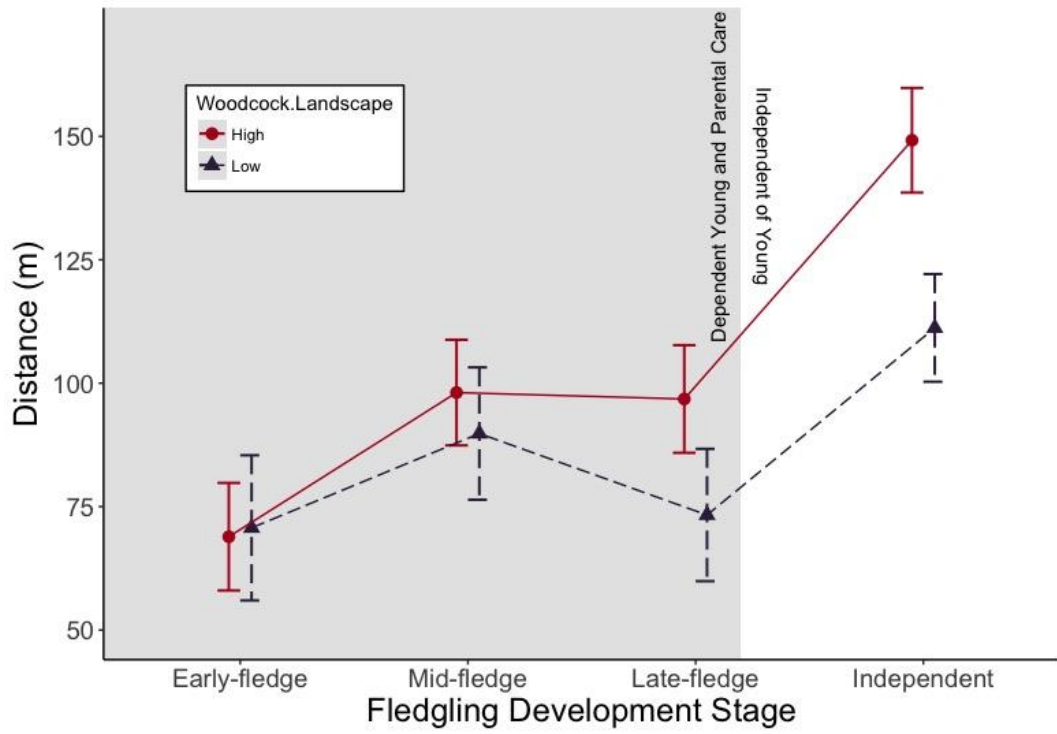 Woodcock.Landscape
High
Low
Dependent Young and Parental Care
Independent of Young
Distance (m)
150
125
100
75
50
Early-fledge Mid-fledge Late-fledge Independent
Fledgling Development Stage